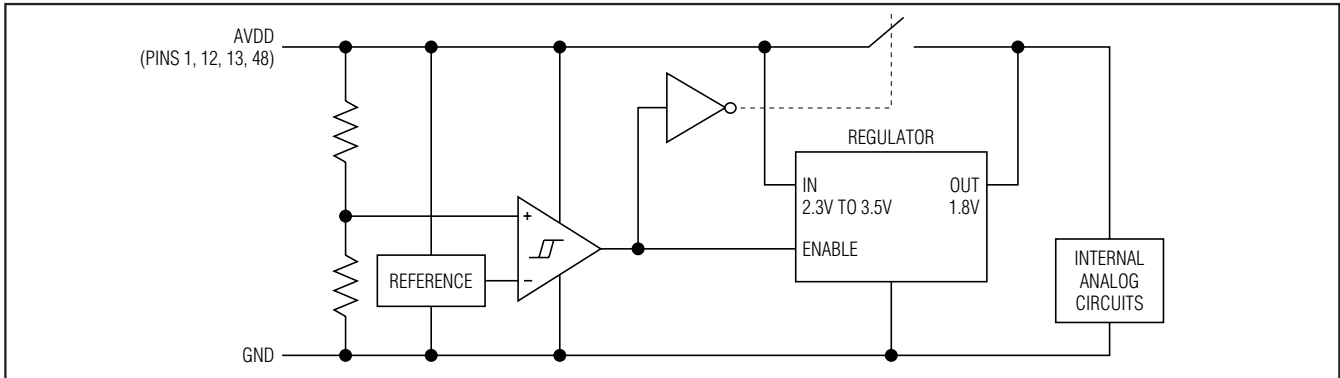 AVDD
(PINS 1, 12, 13, 48)
REGULATOR
IN
2.3V TO 3.5V
OUT
1.8V
ENABLE
+
−
REFERENCE
INTERNAL
ANALOG
CIRCUITS
GND